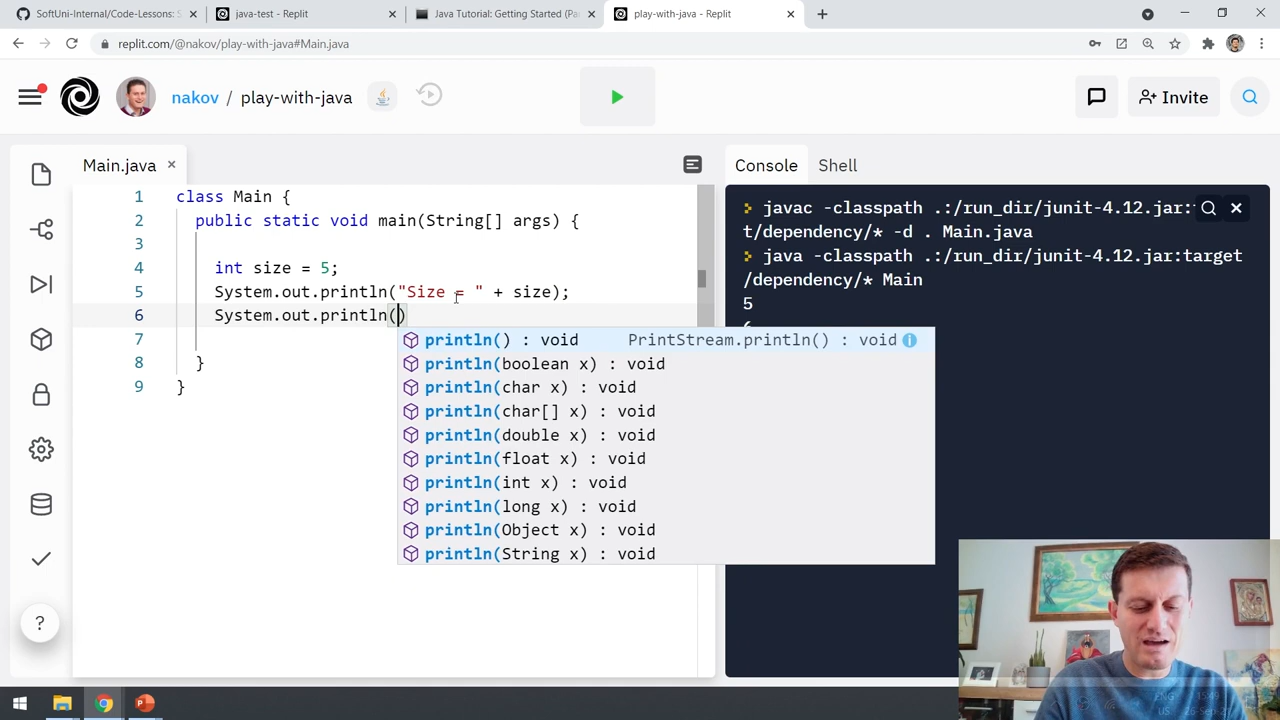 SoftUni-Internal/Code-Lessons: S
java-test - Replit
Java Tutorial: Getting Started (Pa
play-with-java - Replit
replit.com/@nakov/play-with-java#Main.java
nakov / play-with-java
Invite
Main.java
Console
Shell
1 class Main {
2 public static void main(String[] args) {
3
4 int size = 5;
5 System.out.println("Size = " + size);
6 System.out.println()
7
8 }
9 }
println() : void PrintStream.println() : void
println(boolean x) : void
println(char x) : void
println(char[] x) : void
println(double x) : void
println(float x) : void
println(int x) : void
println(long x) : void
println(Object x) : void
println(String x) : void
javac -classpath .:/run_dir/junit-4.12.jar:
t/dependency/* -d . Main.java
java -classpath .:/run_dir/junit-4.12.jar:target
/dependency/* Main
5
?
ENG
US
15:49